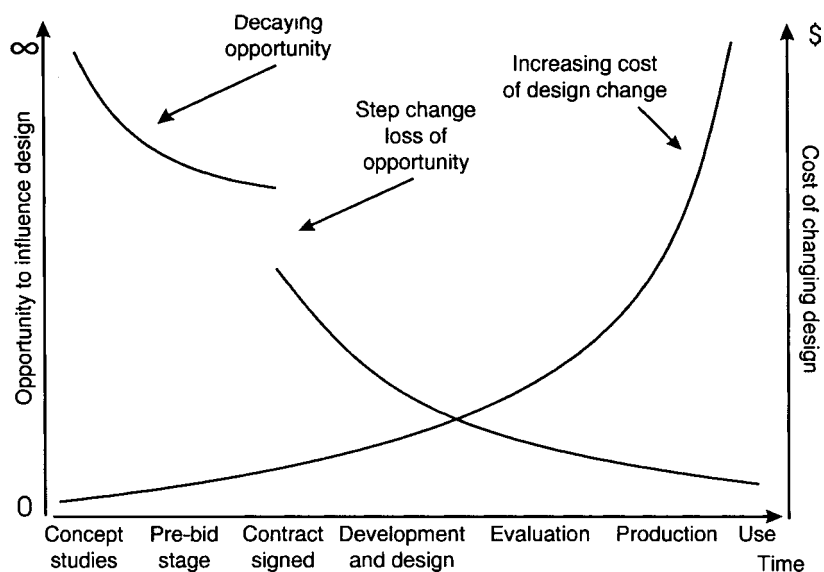 Decaying
opportunity
∞
$
Increasing cost
of design change
Step change
loss of
opportunity
Opportunity to influence design
Cost of changing design
0
Concept
studies
Pre-bid
stage
Contract
signed
Development
and design
Evaluation
Production
Use
Time